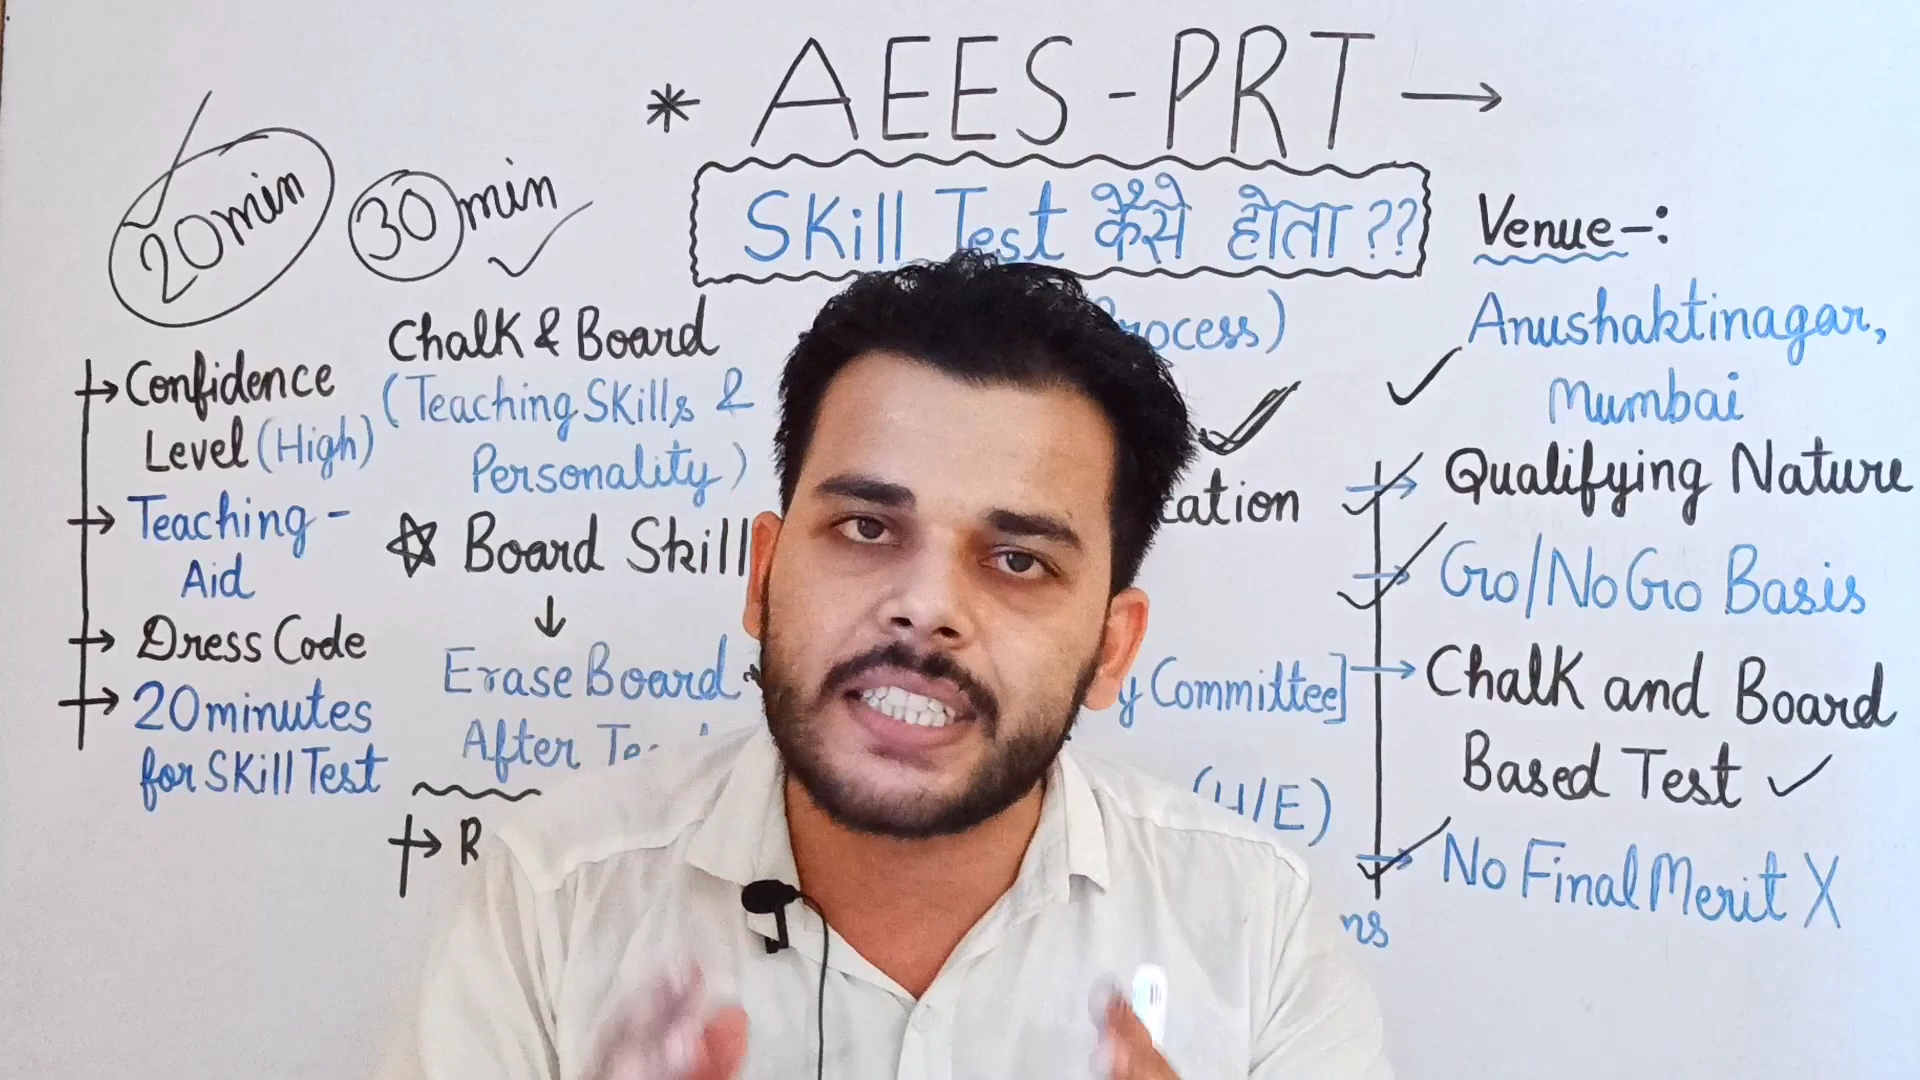 * AEES-PRT →
Skill Test कैसे होता ??
20min
30 min
Chalk & Board
(Teaching Skills &
Personality)
☆ Board Skill
↓
Erase Board
After
→ Confidence
Level (High)
→ Teaching-
Aid
→ Dress Code
→ 20 minutes
for Skill Test
Committee]
(H/E)
Venue-:
Anushaktinagar,
Mumbai
→ Qualifying Nature
→ Go/No Go Basis
→ Chalk and Board
Based Test ✓
→ No Final Merit X